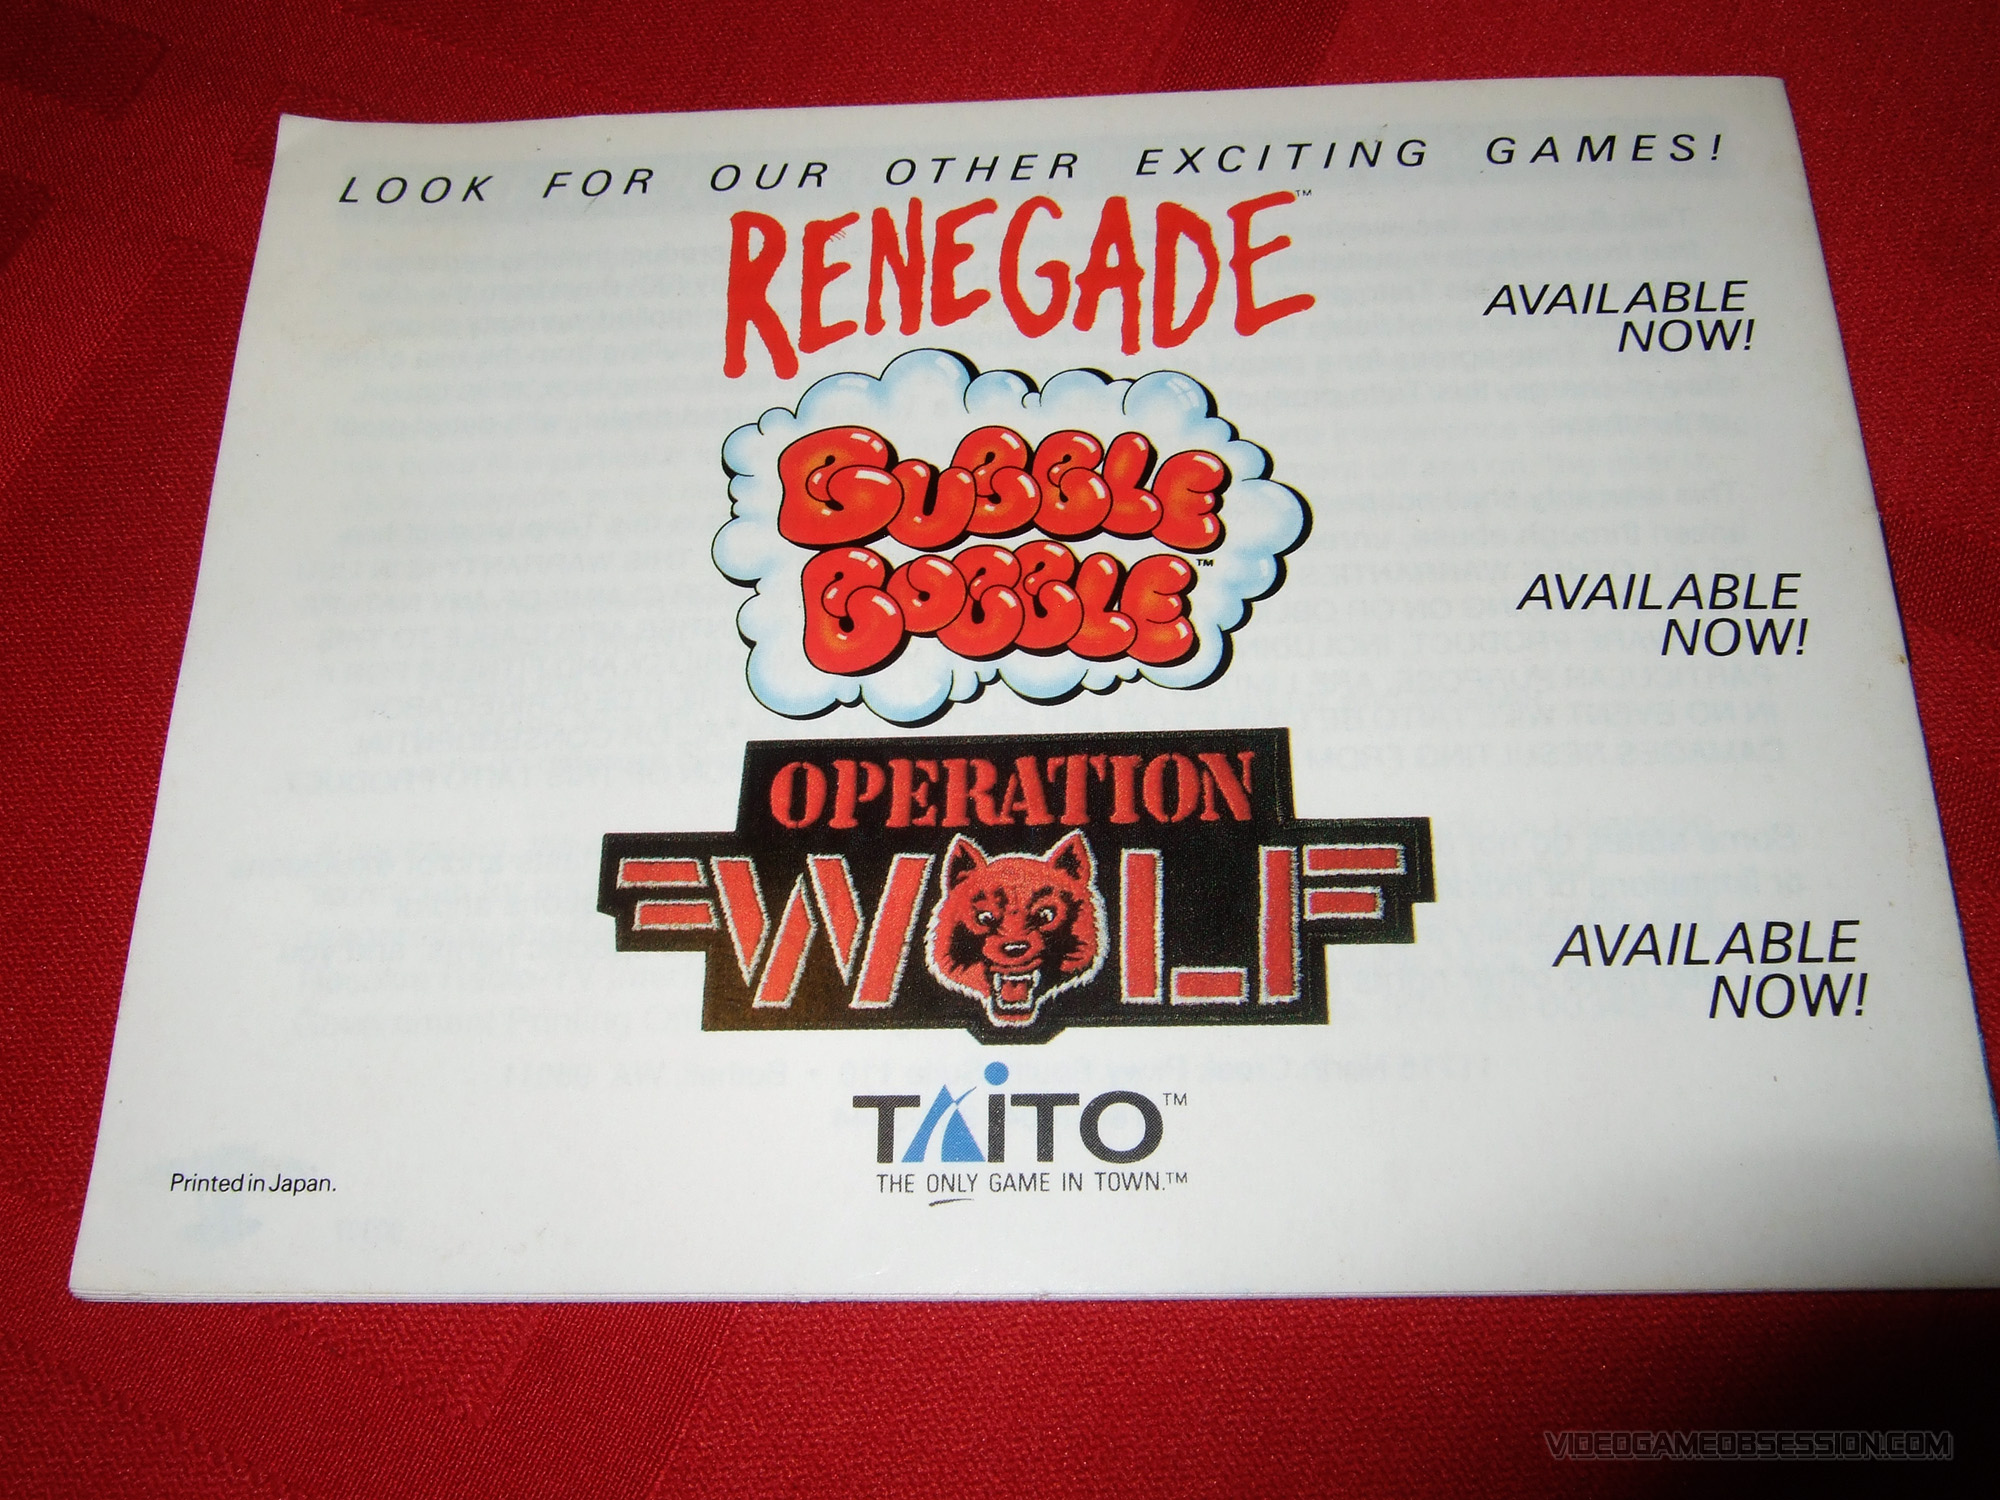 LOOK FOR OUR OTHER EXCITING GAMES!
RENEGADE™
AVAILABLE
NOW!
BUBBLE
BOBBLE™
AVAILABLE
NOW!
OPERATION
WOLF
AVAILABLE
NOW!
TAiTO™
THE ONLY GAME IN TOWN.™
Printed in Japan.
VIDEOGAMEOBSESSION.COM